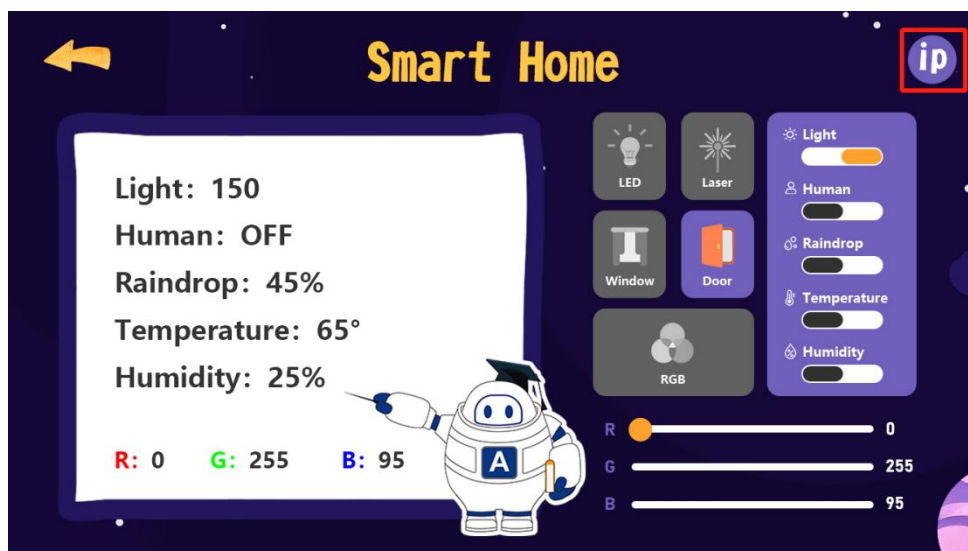 Smart Home
ip
Light: 150
Human: OFF
Raindrop: 45%
Temperature: 65°
Humidity: 25%
R: 0 G: 255 B: 95
A
LED
Laser
Window
Door
RGB
Light
Human
Raindrop
Temperature
Humidity
R 0
G 255
B 95